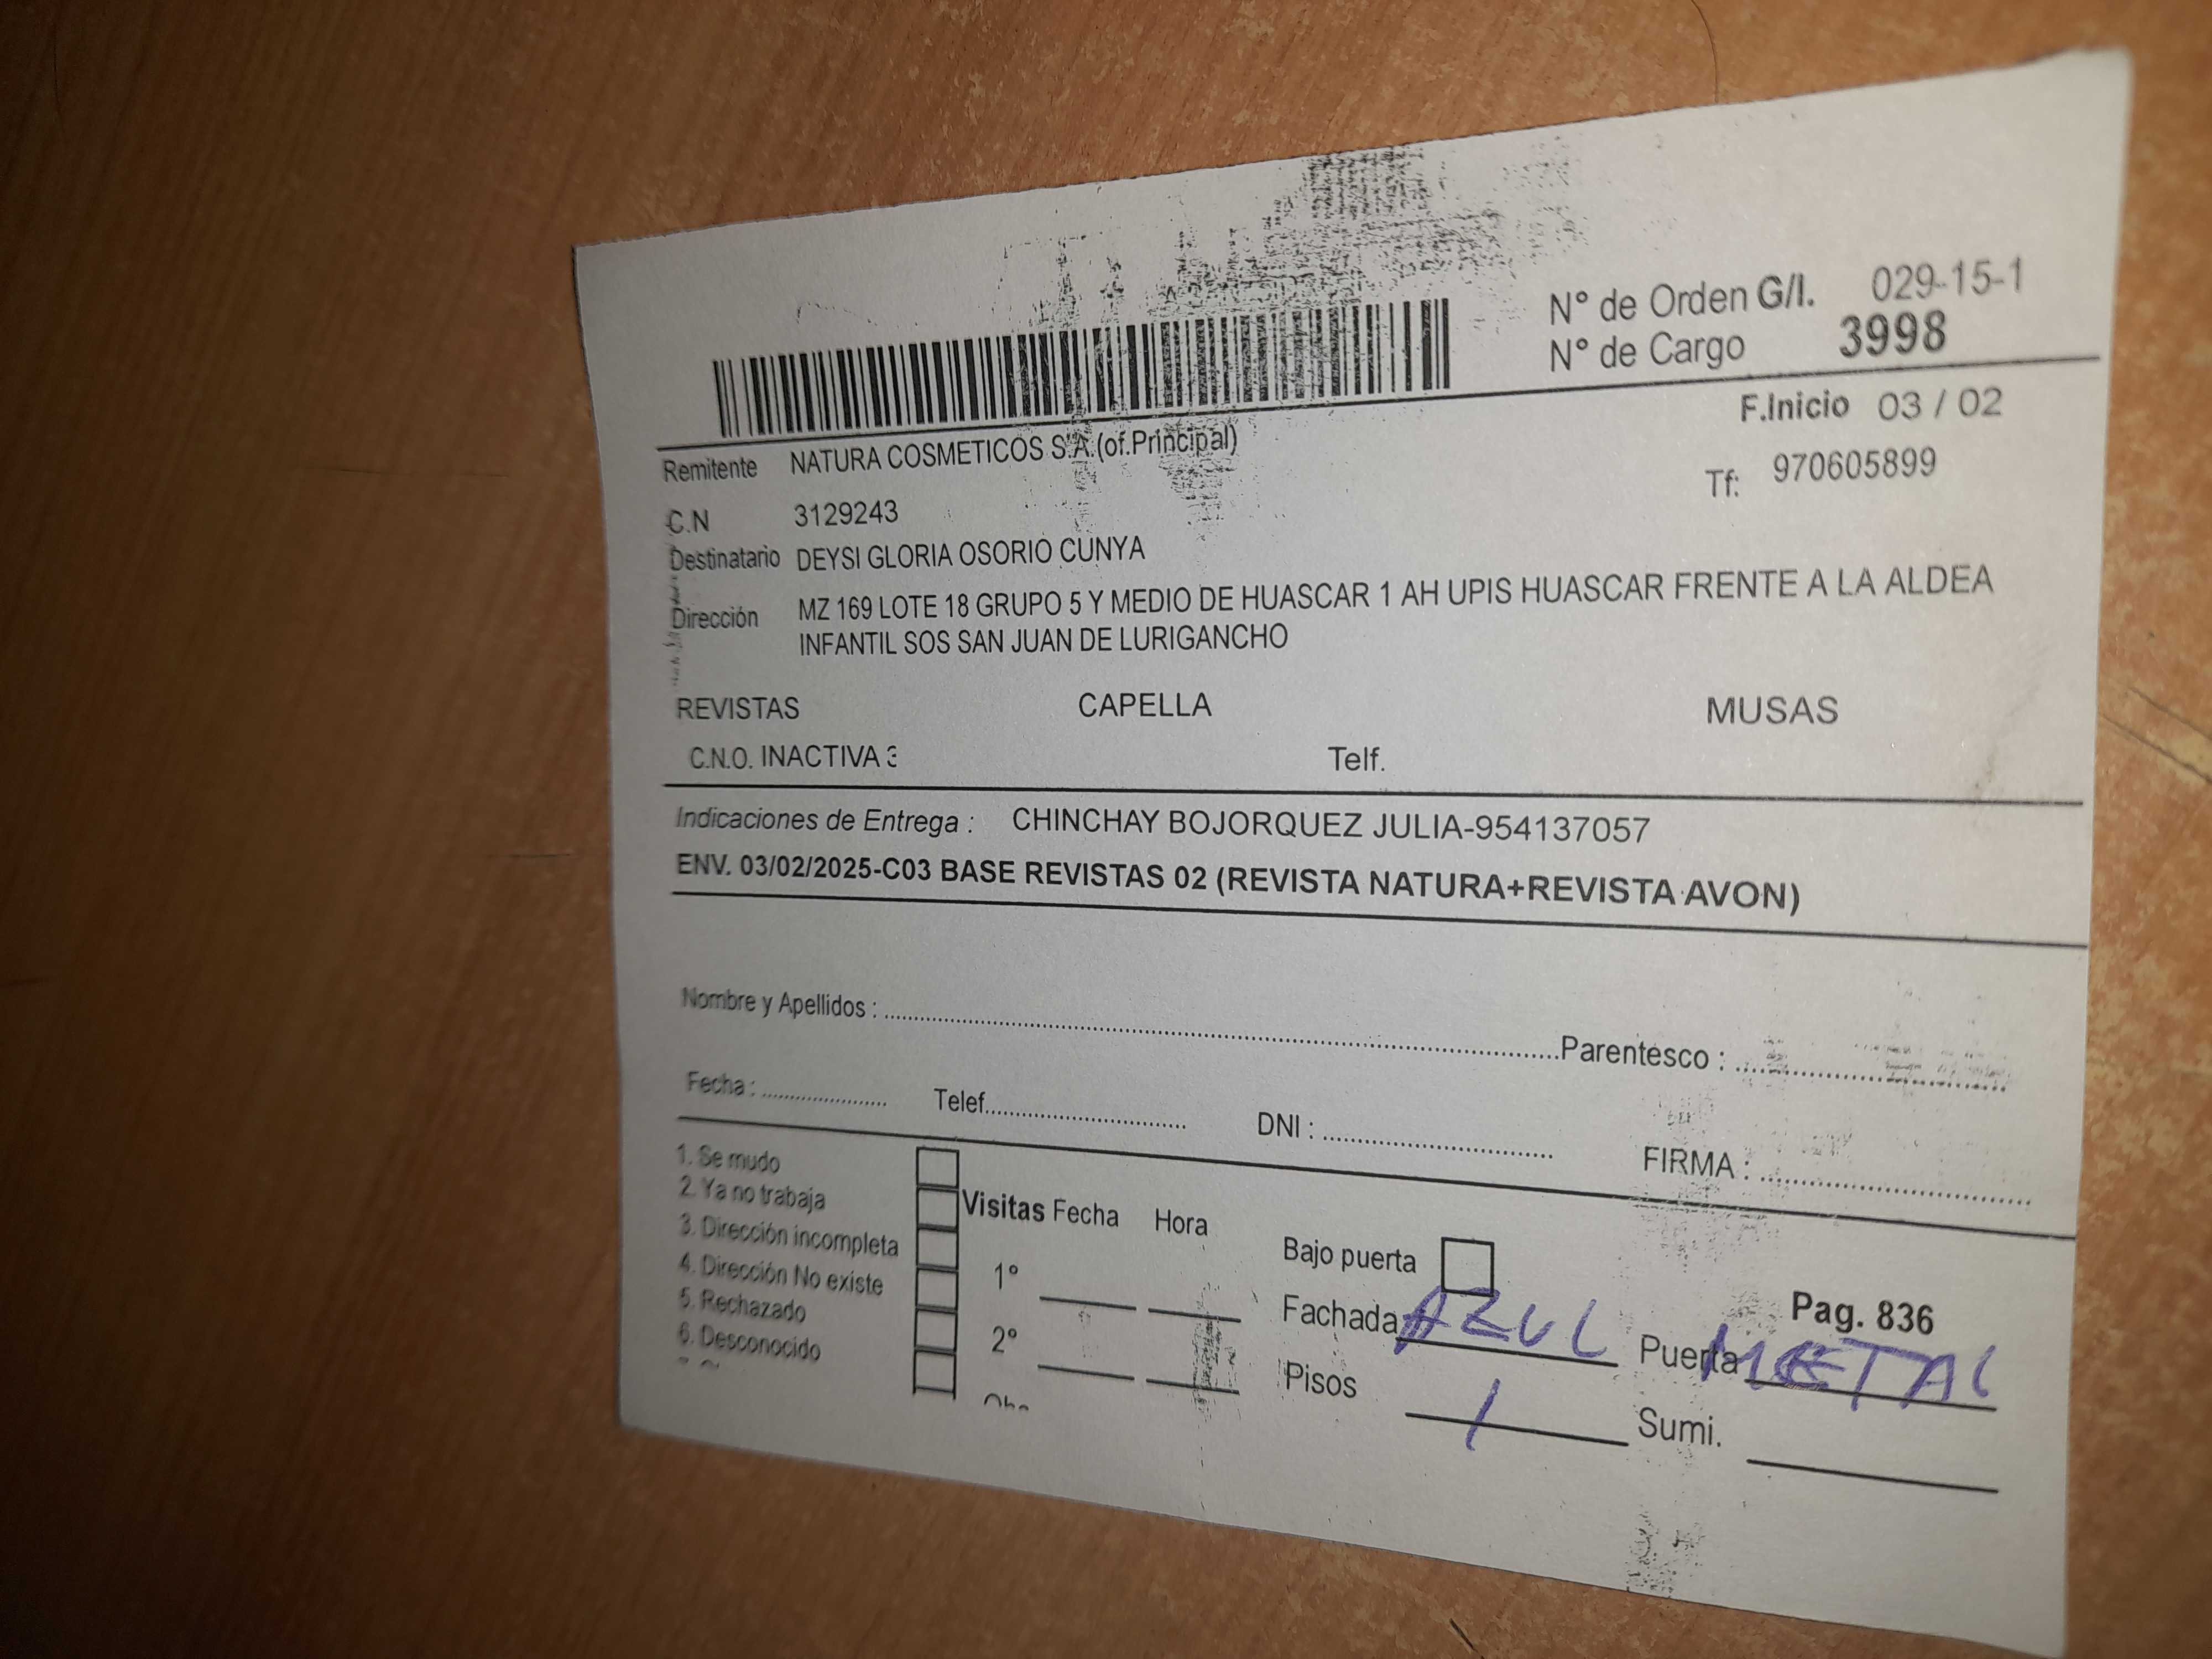 N° de Orden G/I. 029-15-1
N° de Cargo 3998
F.Inicio 03 / 02
Remitente NATURA COSMETICOS S.A.(of.Principal)
Tf: 970605899
C.N 3129243
Destinatario DEYSI GLORIA OSORIO CUNYA
Dirección MZ 169 LOTE 18 GRUPO 5 Y MEDIO DE HUASCAR 1 AH UPIS HUASCAR FRENTE A LA ALDEA
INFANTIL SOS SAN JUAN DE LURIGANCHO
REVISTAS CAPELLA MUSAS
C.N.O. INACTIVA 3 Telf.
Indicaciones de Entrega : CHINCHAY BOJORQUEZ JULIA-954137057
ENV. 03/02/2025-C03 BASE REVISTAS 02 (REVISTA NATURA+REVISTA AVON)
Nombre y Apellidos : Parentesco :
Fecha : Telef. DNI : FIRMA :
1. Se mudo
2. Ya no trabaja
3. Dirección incompleta
4. Dirección No existe
5. Rechazado
6. Desconocido
Visitas Fecha Hora
1°
2°
Bajo puerta
Pag. 836
Fachada AZUL Puerta METAL
Pisos 1 Sumi.